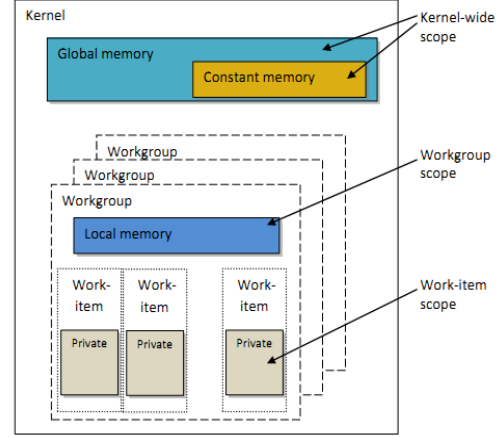 Kernel
Kernel-wide
scope
Global memory
Constant memory
Workgroup
Workgroup
Workgroup
Workgroup
scope
Local memory
Work-
item
Work-
item
Work-
item
Work-item
scope
Private
Private
Private